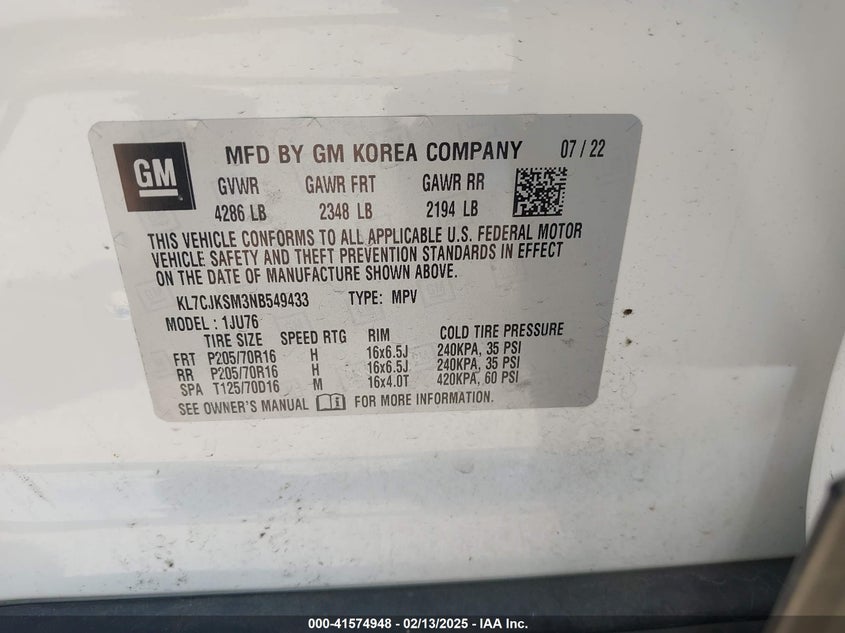 GM
MFD BY GM KOREA COMPANY 07 / 22
GVWR GAWR FRT GAWR RR
4286 LB 2348 LB 2194 LB
THIS VEHICLE CONFORMS TO ALL APPLICABLE U.S. FEDERAL MOTOR
VEHICLE SAFETY AND THEFT PREVENTION STANDARDS IN EFFECT
ON THE DATE OF MANUFACTURE SHOWN ABOVE.
KL7CJKSM3NB549433 TYPE: MPV
MODEL : 1JU76
TIRE SIZE SPEED RTG RIM COLD TIRE PRESSURE
FRT P205/70R16 H 16x6.5J 240KPA, 35 PSI
RR P205/70R16 H 16x6.5J 240KPA, 35 PSI
SPA T125/70D16 M 16x4.0T 420KPA, 60 PSI
SEE OWNER'S MANUAL FOR MORE INFORMATION.
000-41574948 - 02/13/2025 - IAA Inc.